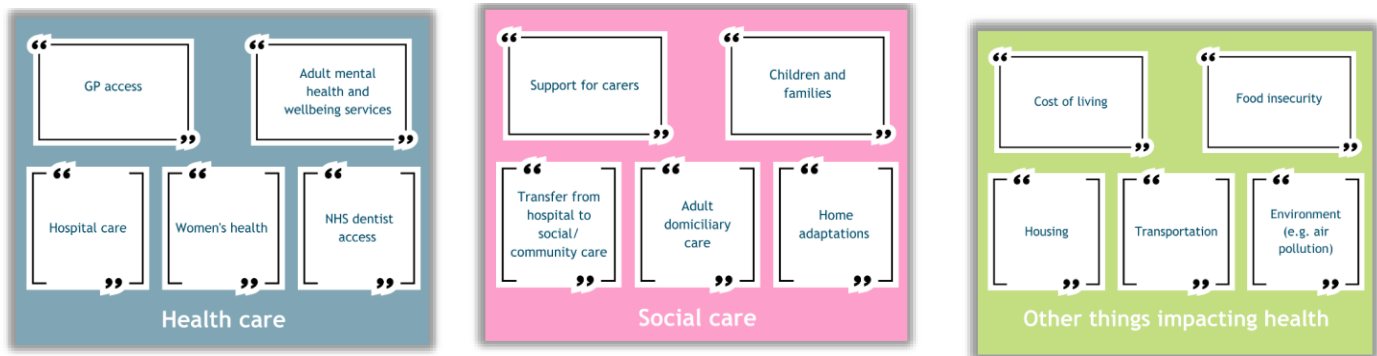 GP access
Adult mental
health and
wellbeing services
Hospital care
Women's health
NHS dentist
access
Health care
Support for carers
Children and
families
Transfer from
hospital to
social/
community care
Adult
domiciliary
care
Home
adaptations
Social care
Cost of living
Food insecurity
Housing
Transportation
Environment
(e.g. air
pollution)
Other things impacting health